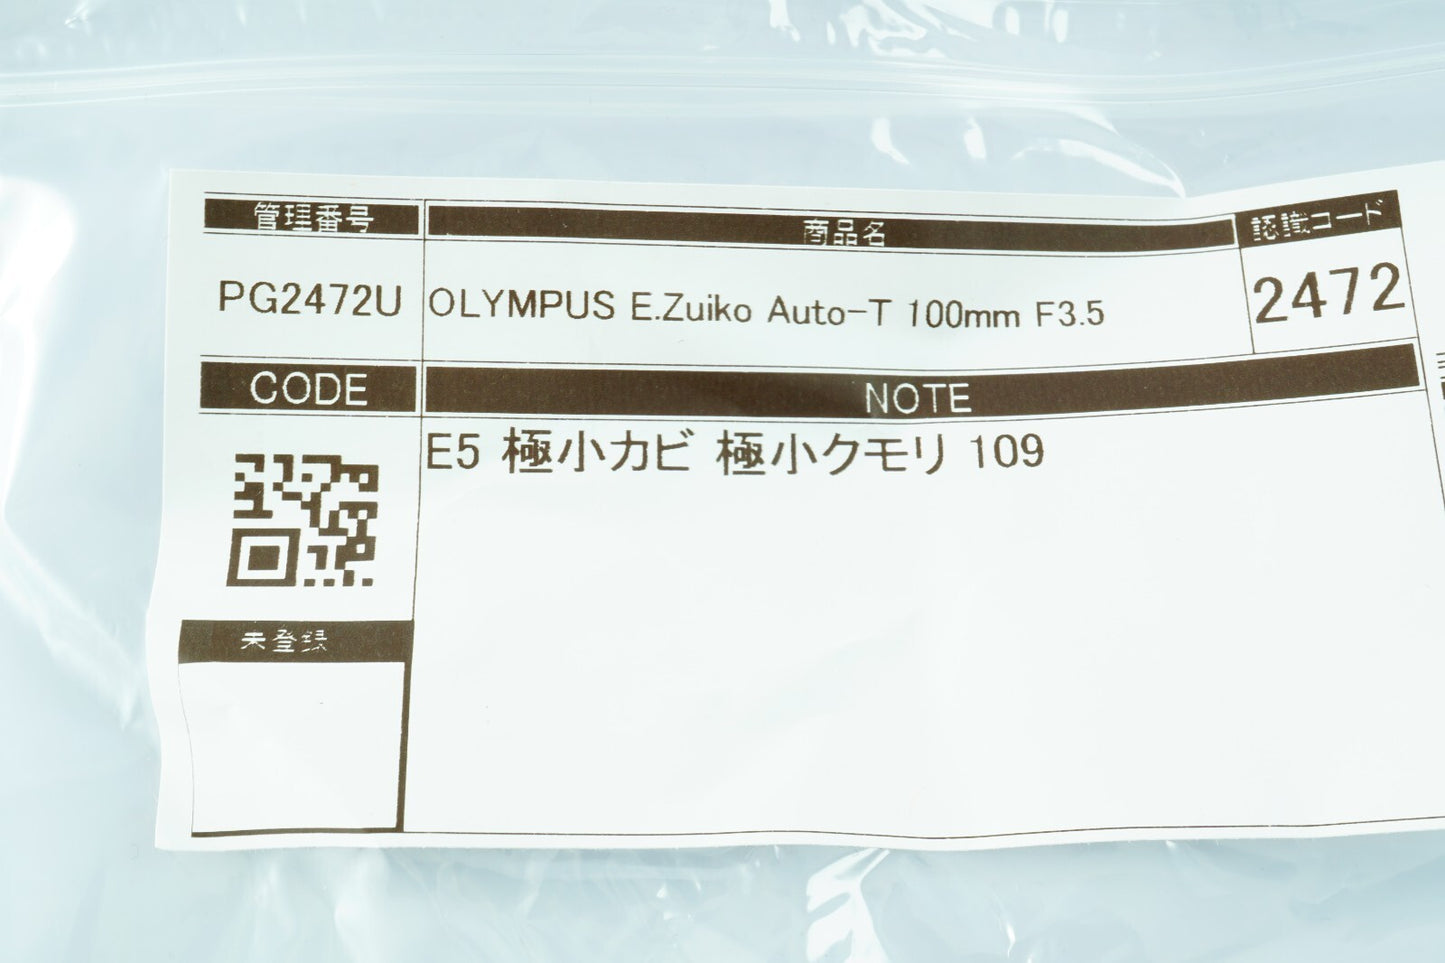 管理番号 商品名 認識コード
PG2472U OLYMPUS E.Zuiko Auto-T 100mm F3.5 2472
CODE NOTE
E5 極小カビ 極小クモリ 109
未登録